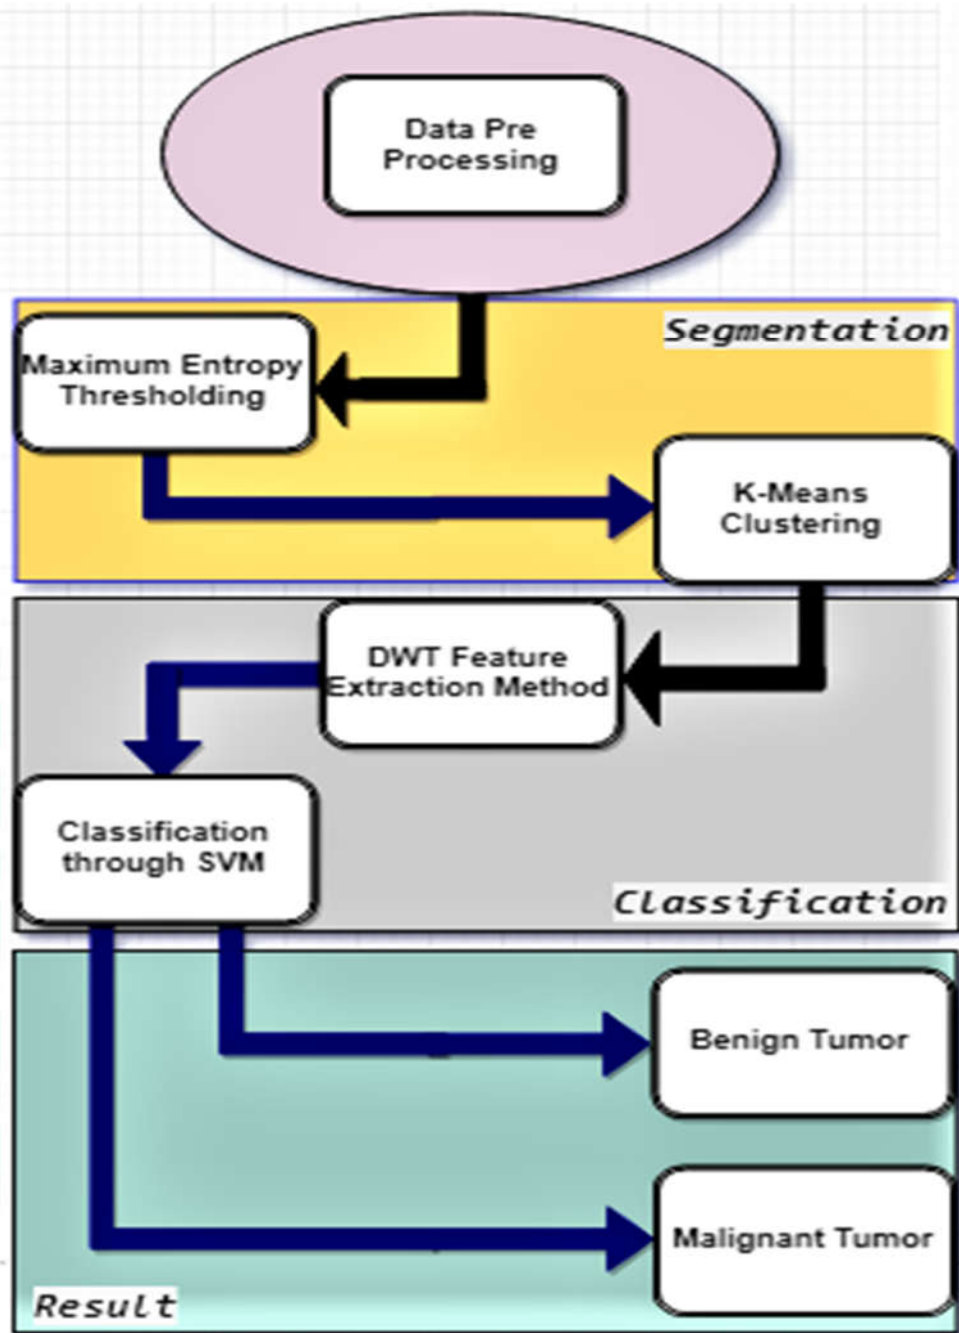 Data Pre
Processing
Segmentation
Maximum Entropy
Thresholding
K-Means
Clustering
DWT Feature
Extraction Method
Classification
through SVM
Classification
Benign Tumor
Malignant Tumor
Result